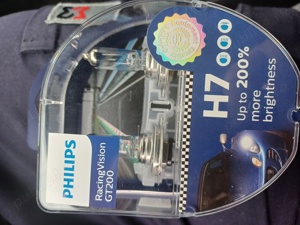 H7
Up to 200%
more
brightness
PHILIPS
RacingVision
GT200